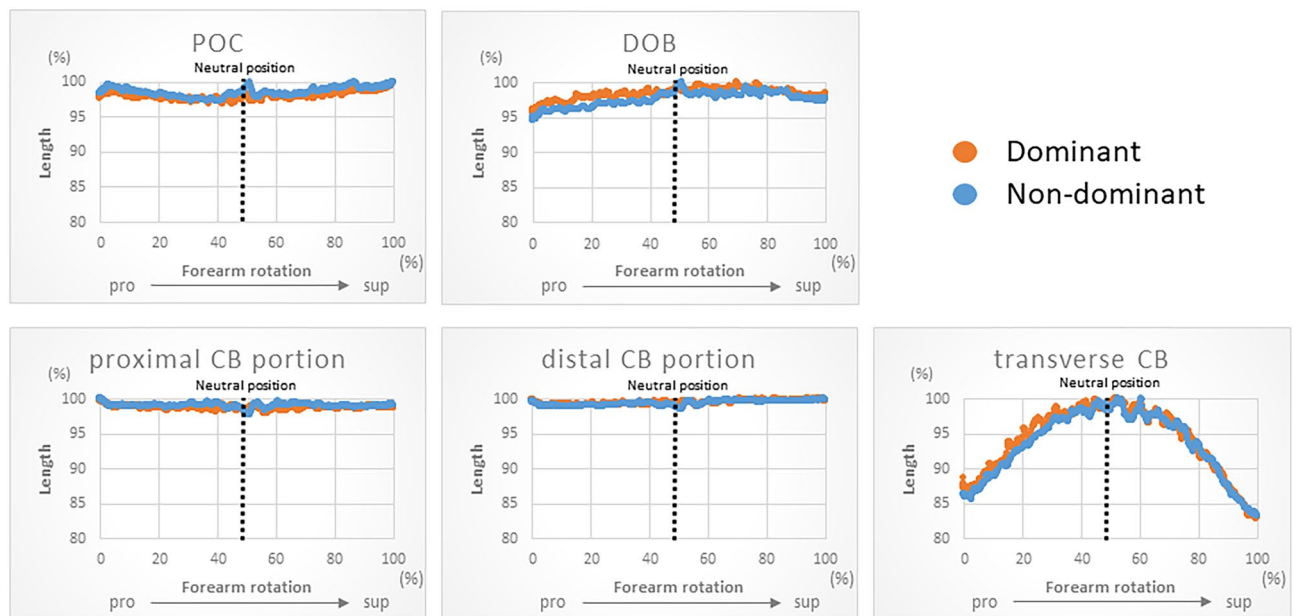 POC
(%)
Neutral position
100
95
90
85
80
Length
0 20 40 60 80 100
Forearm rotation
(%)
pro sup
DOB
(%)
Neutral position
100
95
90
85
80
Length
0 20 40 60 80 100
Forearm rotation
(%)
pro sup
Dominant
Non-dominant
proximal CB portion
(%)
Neutral position
100
95
90
85
80
Length
0 20 40 60 80 100
Forearm rotation
(%)
pro sup
distal CB portion
(%)
Neutral position
100
95
90
85
80
Length
0 20 40 60 80 100
Forearm rotation
(%)
pro sup
transverse CB
(%)
Neutral position
100
95
90
85
80
Length
0 20 40 60 80 100
Forearm rotation
(%)
pro sup